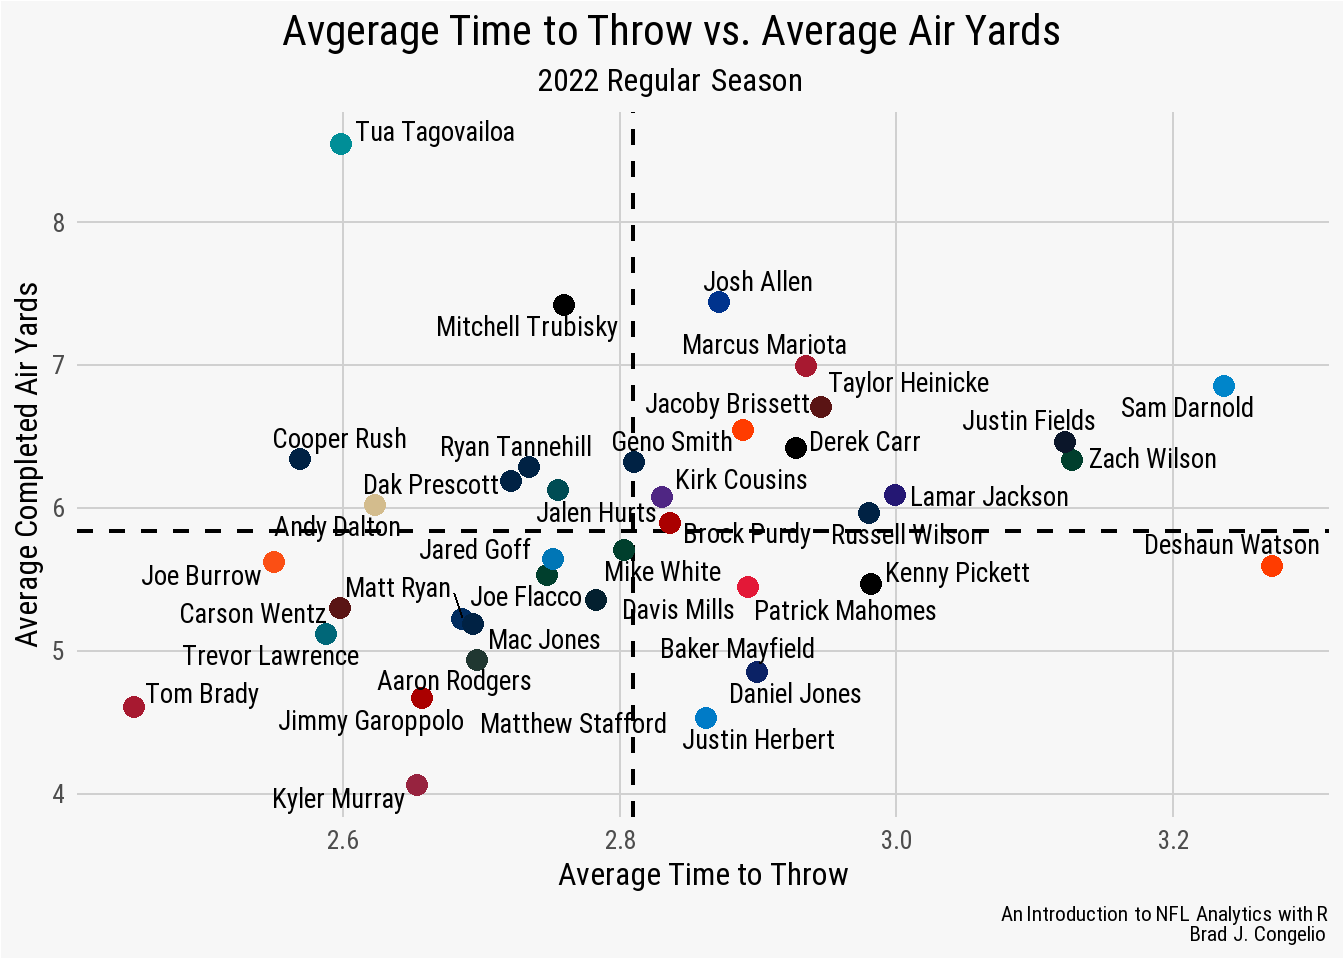 Avgerage Time to Throw vs. Average Air Yards
2022 Regular Season
Tua Tagovailoa
8
Josh Allen
Mitchell Trubisky
Marcus Mariota
7
Taylor Heinicke
Sam Darnold
Jacoby Brissett
Justin Fields
Cooper Rush
Ryan Tannehill
Geno Smith
Derek Carr
Zach Wilson
Dak Prescott
Kirk Cousins
Lamar Jackson
6
Jalen Hurts
Andy Dalton
Brock Purdy
Russell Wilson
Jared Goff
Deshaun Watson
Joe Burrow
Mike White
Kenny Pickett
Matt Ryan
Joe Flacco
Carson Wentz
Davis Mills
Patrick Mahomes
Mac Jones
5
Trevor Lawrence
Baker Mayfield
Aaron Rodgers
Tom Brady
Daniel Jones
Jimmy Garoppolo
Matthew Stafford
Justin Herbert
4
Kyler Murray
Average Completed Air Yards
2.6
2.8
3.0
3.2
Average Time to Throw
An Introduction to NFL Analytics with R
Brad J. Congelio